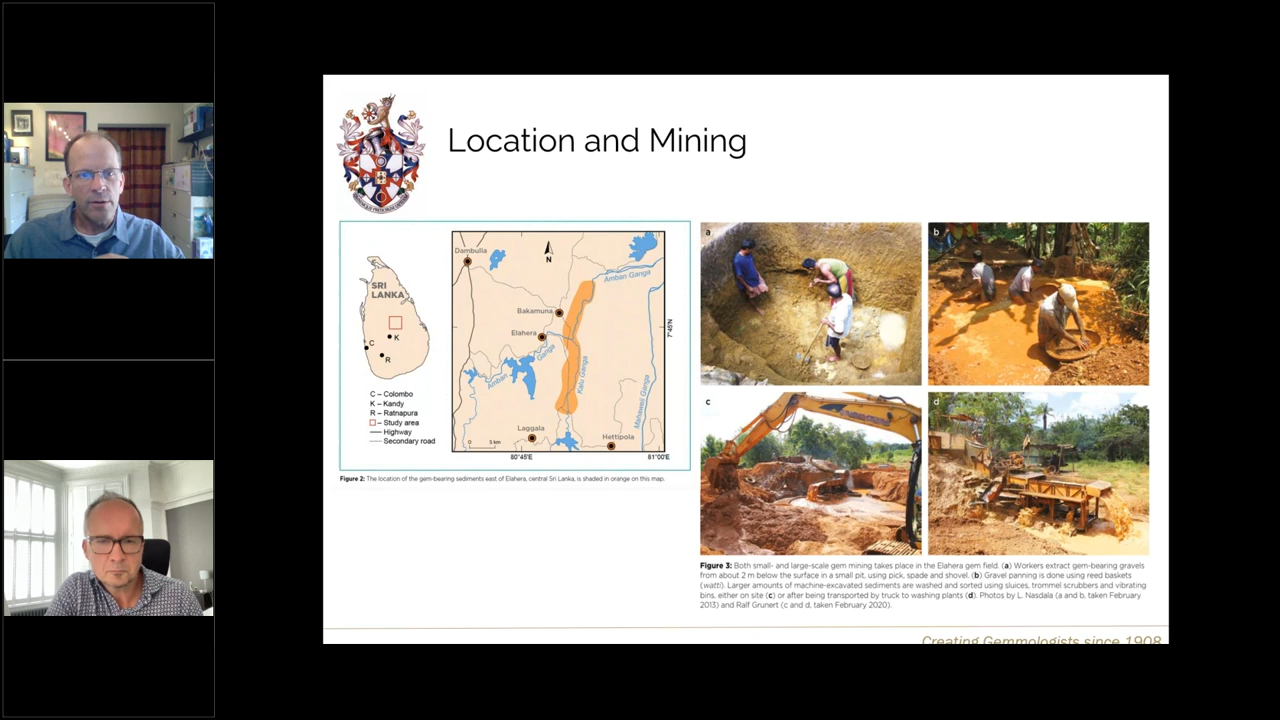 Location and Mining
SRI
LANKA
K
C
R
C – Colombo
K – Kandy
R – Ratnapura
– Study area
– Highway
– Secondary road
Dambulla
N
Amban Ganga
Bakamuna
Elahera
7°45'N
Amban Ganga
Kalu Ganga
Mahaweli Ganga
Laggala
Hettipola
0 5 km
80°45'E 81°00'E
Figure 2: The location of the gem-bearing sediments east of Elahera, central Sri Lanka, is shaded in orange on this map.
a
b
c
d
Figure 3: Both small- and large-scale gem mining takes place in the Elahera gem field. (a) Workers extract gem-bearing gravels
from about 2 m below the surface in a small pit, using pick, spade and shovel. (b) Gravel panning is done using reed baskets
(watti). Larger amounts of machine-excavated sediments are washed and sorted using sluices, trommel scrubbers and vibrating
bins, either on site (c) or after being transported by truck to washing plants (d). Photos by L. Nasdala (a and b, taken February
2013) and Ralf Grunert (c and d, taken February 2020).
Creating Gemmologists since 1908